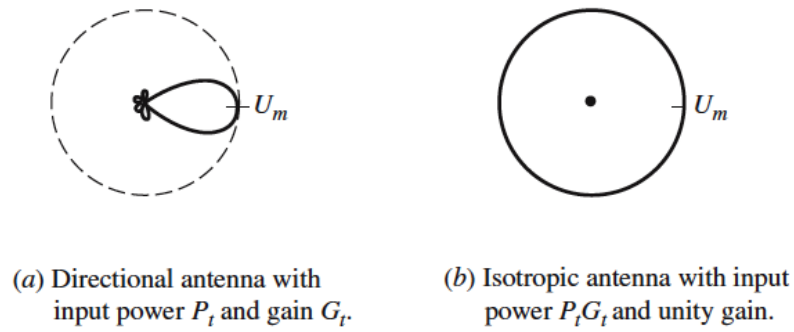 U_m
U_m
(a) Directional antenna with
input power P_t and gain G_t.
(b) Isotropic antenna with input
power P_tG_t and unity gain.